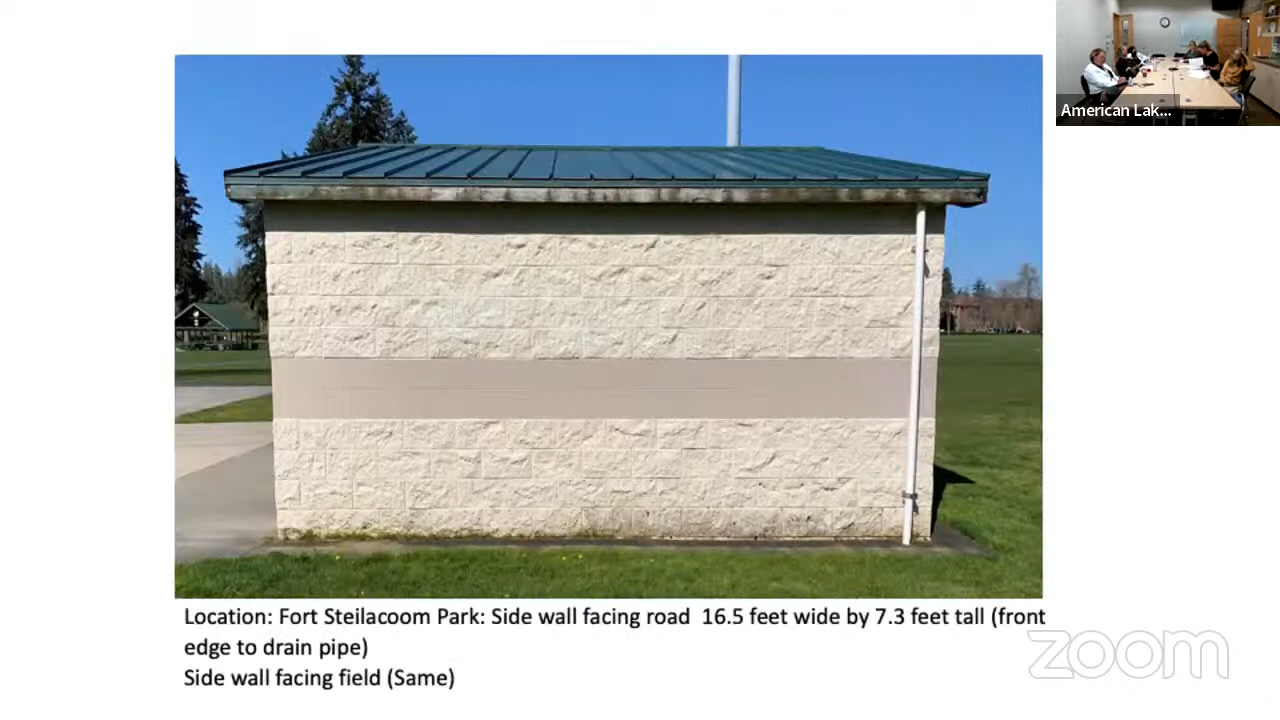 American Lak...
Location: Fort Steilacoom Park: Side wall facing road  16.5 feet wide by 7.3 feet tall (front
edge to drain pipe)
Side wall facing field (Same)
zoom